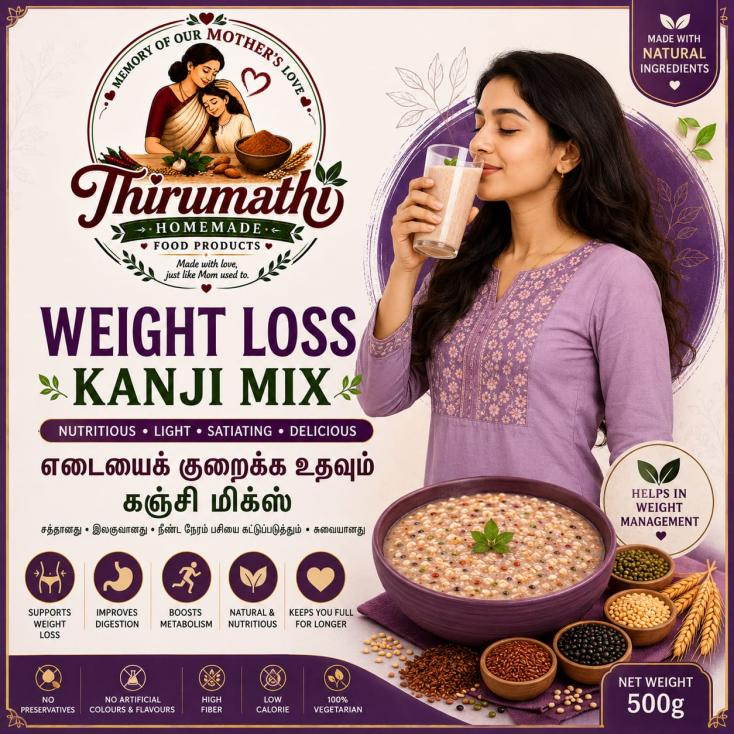 MEMORY OF OUR MOTHER'S LOVE
Thirumathi
HOMEMADE
FOOD PRODUCTS
Made with love,
just like Mom used to.
MADE WITH
NATURAL
INGREDIENTS
WEIGHT LOSS
KANJI MIX
NUTRITIOUS • LIGHT • SATIATING • DELICIOUS
எடையைக் குறைக்க உதவும்
கஞ்சி மிக்ஸ்
சத்தானது • இலகுவானது • நீண்ட நேரம் பசியை கட்டுப்படுத்தும் • சுவையானது
HELPS IN
WEIGHT
MANAGEMENT
SUPPORTS
WEIGHT
LOSS
IMPROVES
DIGESTION
BOOSTS
METABOLISM
NATURAL &
NUTRITIOUS
KEEPS YOU FULL
FOR LONGER
NO
PRESERVATIVES
NO ARTIFICIAL
COLOURS & FLAVOURS
HIGH
FIBER
LOW
CALORIE
100%
VEGETARIAN
NET WEIGHT
500g